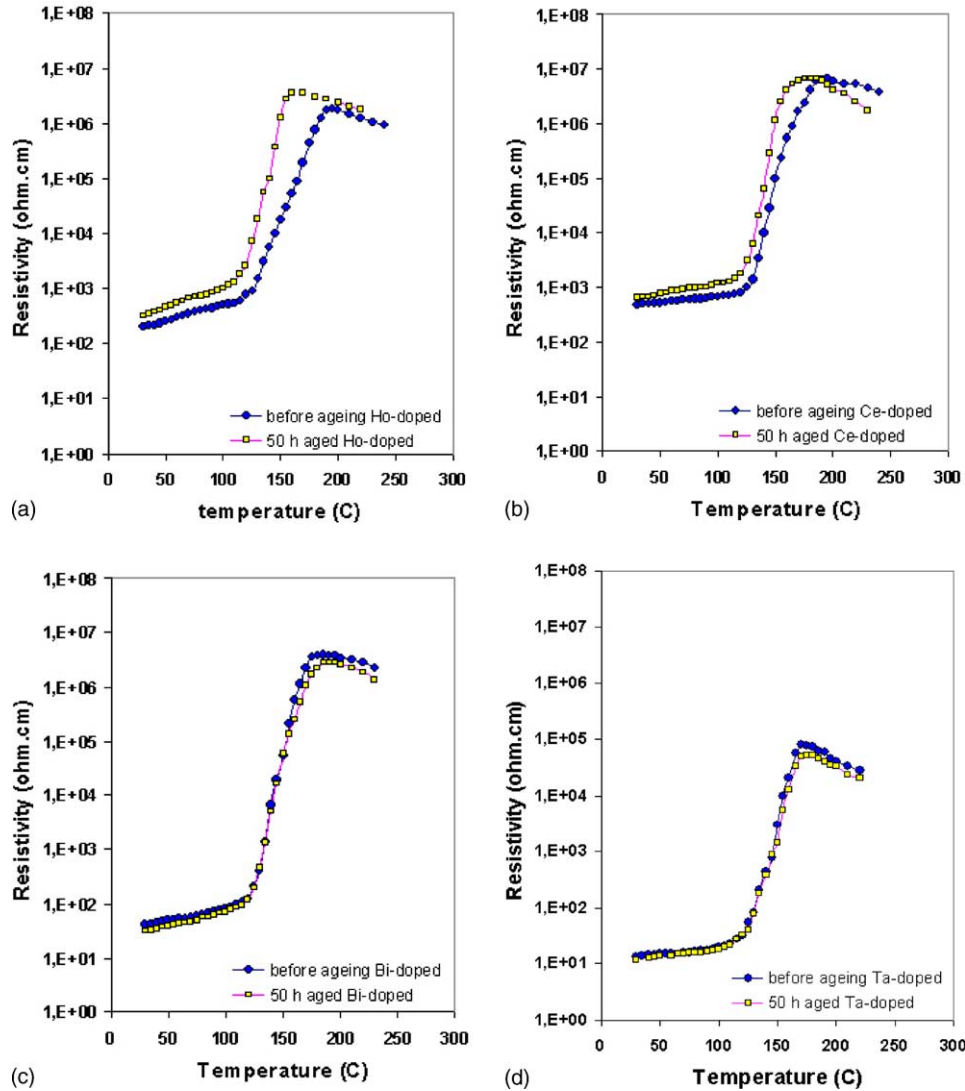 1,E+08
1,E+07
1,E+06
1,E+05
1,E+04
1,E+03
1,E+02
1,E+01
1,E+00
Resistivity (ohm.cm)
before ageing Ho-doped
50 h aged Ho-doped
0 50 100 150 200 250 300
temperature (C)
(a)
1,E+08
1,E+07
1,E+06
1,E+05
1,E+04
1,E+03
1,E+02
1,E+01
1,E+00
Resistivity (ohm.cm)
before ageing Ce-doped
50 h aged Ce-doped
0 50 100 150 200 250 300
Temperature (C)
(b)
1,E+08
1,E+07
1,E+06
1,E+05
1,E+04
1,E+03
1,E+02
1,E+01
1,E+00
Resistivity (ohm.cm)
before ageing Bi-doped
50 h aged Bi-doped
0 50 100 150 200 250 300
Temperature (C)
(c)
1,E+08
1,E+07
1,E+06
1,E+05
1,E+04
1,E+03
1,E+02
1,E+01
1,E+00
Resistivity (ohm.cm)
before ageing Ta-doped
50 h aged Ta-doped
0 50 100 150 200 250 300
Temperature (C)
(d)